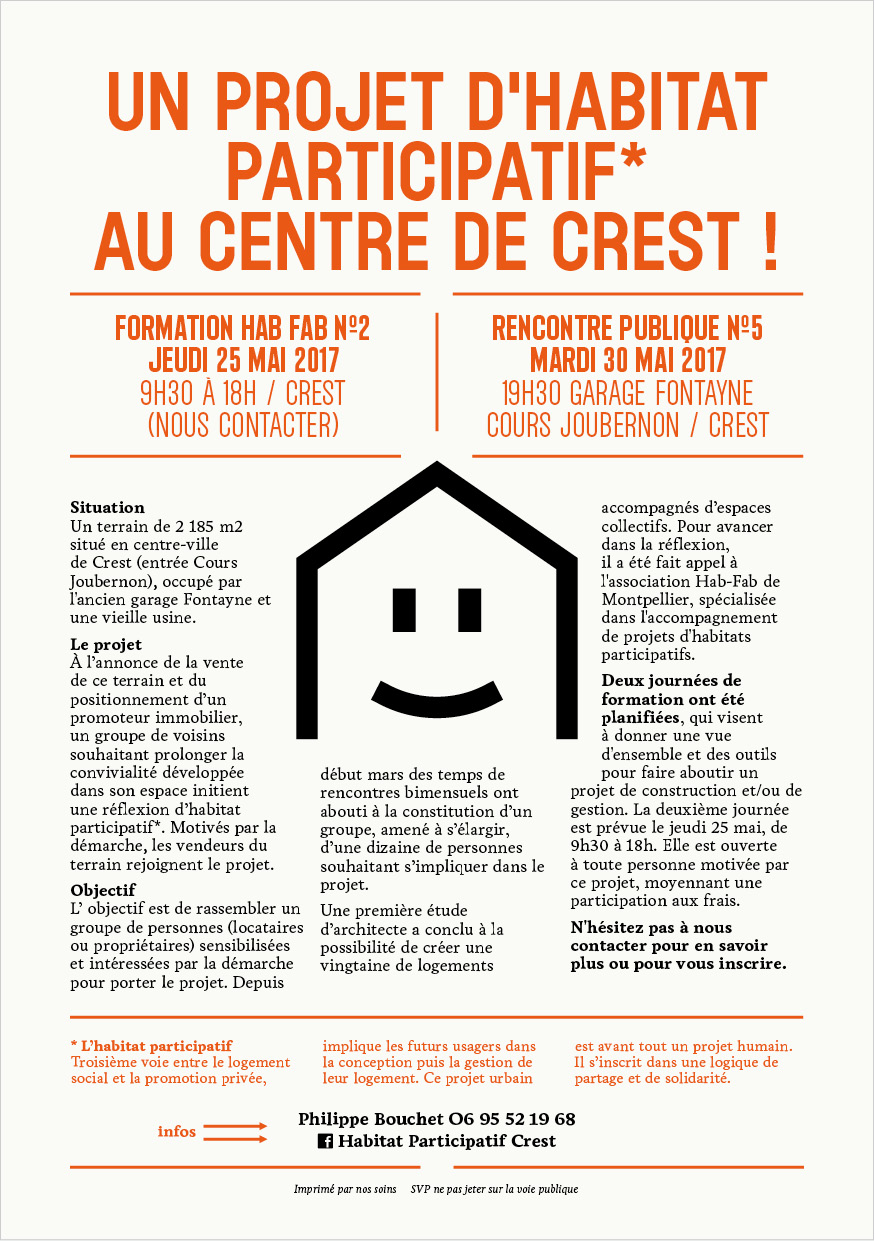 UN PROJET D'HABITAT
PARTICIPATIF*
AU CENTRE DE CREST !
FORMATION HAB FAB Nº2
JEUDI 25 MAI 2017
9H30 À 18H / CREST
(NOUS CONTACTER)
RENCONTRE PUBLIQUE Nº5
MARDI 30 MAI 2017
19H30 GARAGE FONTAYNE
COURS JOUBERNON / CREST
Situation
Un terrain de 2 185 m2
situé en centre-ville
de Crest (entrée Cours
Joubernon), occupé par
l'ancien garage Fontayne et
une vieille usine.
Le projet
À l’annonce de la vente
de ce terrain et du
positionnement d’un
promoteur immobilier,
un groupe de voisins
souhaitant prolonger la
convivialité développée
dans son espace initient
une réflexion d’habitat
participatif*. Motivés par la
démarche, les vendeurs du
terrain rejoignent le projet.
Objectif
L’ objectif est de rassembler un
groupe de personnes (locataires
ou propriétaires) sensibilisées
et intéressées par la démarche
pour porter le projet. Depuis
début mars des temps de
rencontres bimensuels ont
abouti à la constitution d’un
groupe, amené à s’élargir,
d’une dizaine de personnes
souhaitant s’impliquer dans le
projet.
Une première étude
d’architecte a conclu à la
possibilité de créer une
vingtaine de logements
accompagnés d’espaces
collectifs. Pour avancer
dans la réflexion,
il a été fait appel à
l'association Hab-Fab de
Montpellier, spécialisée
dans l'accompagnement
de projets d'habitats
participatifs.
Deux journées de
formation ont été
planifiées, qui visent
à donner une vue
d'ensemble et des outils
pour faire aboutir un
projet de construction et/ou de
gestion. La deuxième journée
est prévue le jeudi 25 mai, de
9h30 à 18h. Elle est ouverte
à toute personne motivée par
ce projet, moyennant une
participation aux frais.
N'hésitez pas à nous
contacter pour en savoir
plus ou pour vous inscrire.
* L’habitat participatif
Troisième voie entre le logement
social et la promotion privée,
implique les futurs usagers dans
la conception puis la gestion de
leur logement. Ce projet urbain
est avant tout un projet humain.
Il s’inscrit dans une logique de
partage et de solidarité.
infos
Philippe Bouchet O6 95 52 19 68
Habitat Participatif Crest
Imprimé par nos soins SVP ne pas jeter sur la voie publique